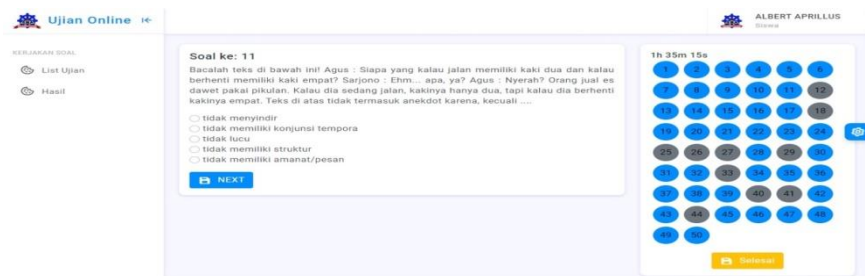 Ujian Online
ALBERT APRILLUS
Siswa
KERJAKAN SOAL
List Ujian
Hasil
Soal ke: 11
Bacalah teks di bawah ini! Agus : Siapa yang kalau jalan memiliki kaki dua dan kalau
berhenti memiliki kaki empat? Sarjono : Ehm... apa, ya? Agus : Nyerah? Orang jual es
dawet pakai pikulan. Kalau dia sedang jalan, kakinya hanya dua, tapi kalau dia berhenti
kakinya empat. Teks di atas tidak termasuk anekdot karena, kecuali ....
tidak menyindir
tidak memiliki konjunsi tempora
tidak lucu
tidak memiliki struktur
tidak memiliki amanat/pesan
NEXT
1h 35m 15s
1 2 3 4 5 6
7 8 9 10 11 12
13 14 15 16 17 18
19 20 21 22 23 24
25 26 27 28 29 30
31 32 33 34 35 36
37 38 39 40 41 42
43 44 45 46 47 48
49 50
Selesai